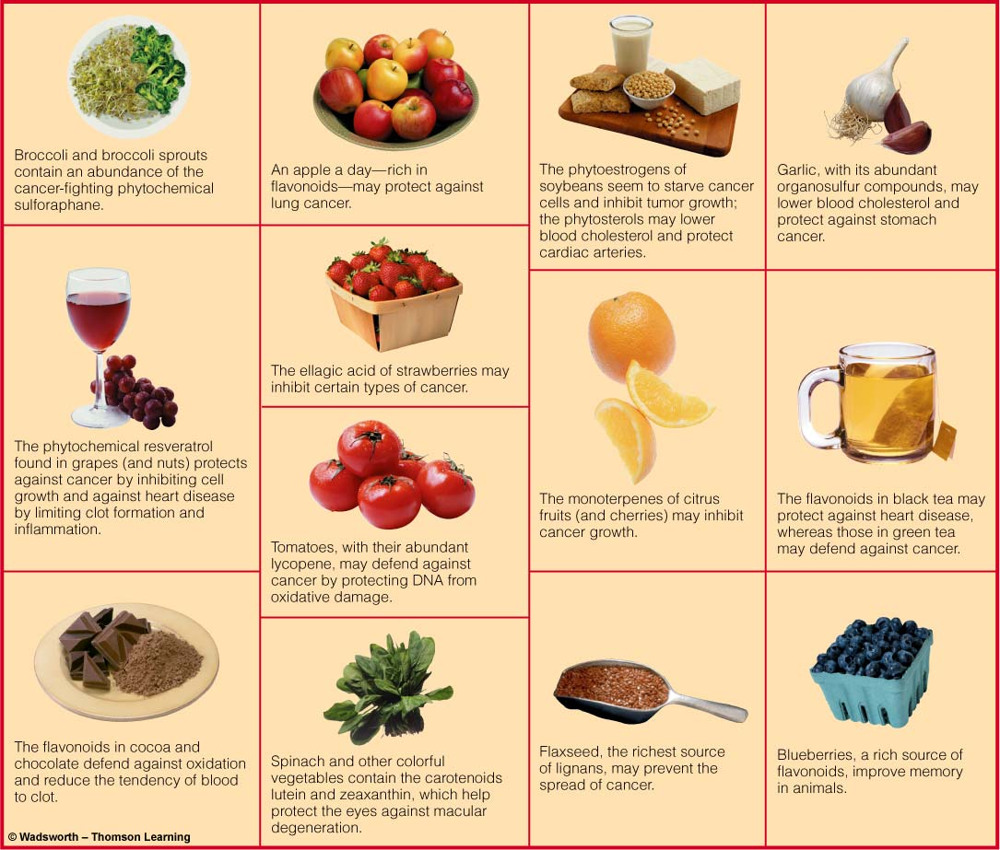 Broccoli and broccoli sprouts
contain an abundance of the
cancer-fighting phytochemical
sulforaphane.
An apple a day—rich in
flavonoids—may protect against
lung cancer.
The phytoestrogens of
soybeans seem to starve cancer
cells and inhibit tumor growth;
the phytosterols may lower
blood cholesterol and protect
cardiac arteries.
Garlic, with its abundant
organosulfur compounds, may
lower blood cholesterol and
protect against stomach
cancer.
The phytochemical resveratrol
found in grapes (and nuts) protects
against cancer by inhibiting cell
growth and against heart disease
by limiting clot formation and
inflammation.
The ellagic acid of strawberries may
inhibit certain types of cancer.
Tomatoes, with their abundant
lycopene, may defend against
cancer by protecting DNA from
oxidative damage.
The monoterpenes of citrus
fruits (and cherries) may inhibit
cancer growth.
The flavonoids in black tea may
protect against heart disease,
whereas those in green tea
may defend against cancer.
The flavonoids in cocoa and
chocolate defend against oxidation
and reduce the tendency of blood
to clot.
Spinach and other colorful
vegetables contain the carotenoids
lutein and zeaxanthin, which help
protect the eyes against macular
degeneration.
Flaxseed, the richest source
of lignans, may prevent the
spread of cancer.
Blueberries, a rich source of
flavonoids, improve memory
in animals.
© Wadsworth – Thomson Learning